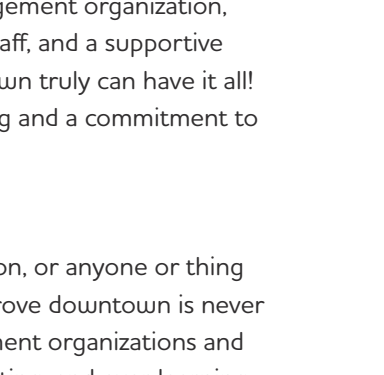 gement organization,
aff, and a supportive
wn truly can have it all!
g and a commitment to
on, or anyone or thing
rove downtown is never
ment organizations and